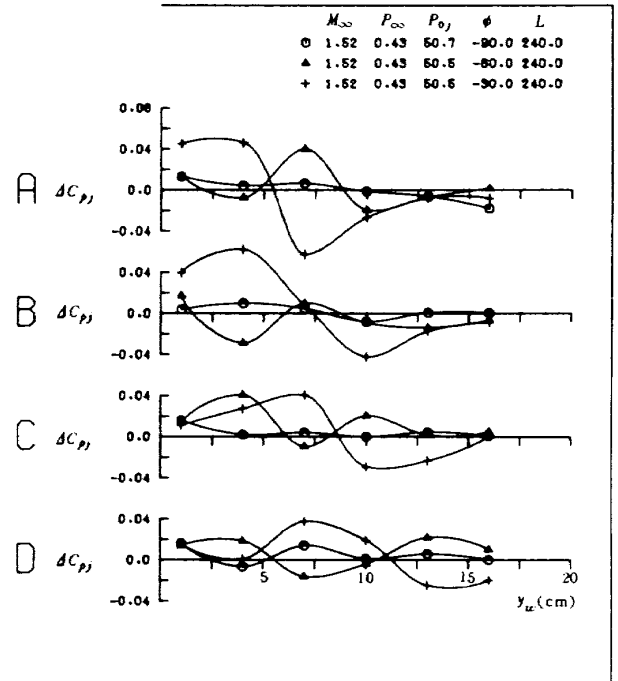 M∞ P∞ P0j ϕ L
1.52 0.43 50.7 -90.0 240.0
1.52 0.43 50.5 -60.0 240.0
1.52 0.43 50.5 -30.0 240.0
0.08
0.04
A ΔCpj 0.0
-0.04
0.04
B ΔCpj 0.0
-0.04
0.04
C ΔCpj 0.0
-0.04
0.04
D ΔCpj 0.0
5 10 15 20
-0.04
yw(cm)